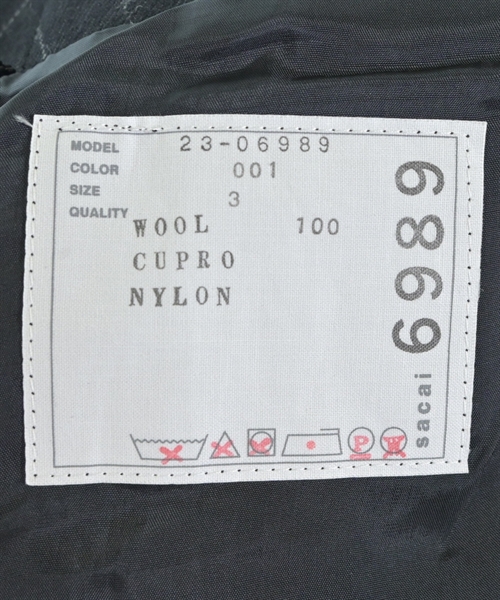 MODEL 23-06989
COLOR 001
SIZE 3
QUALITY WOOL 100
CUPRO
NYLON
P W
sacai 6989